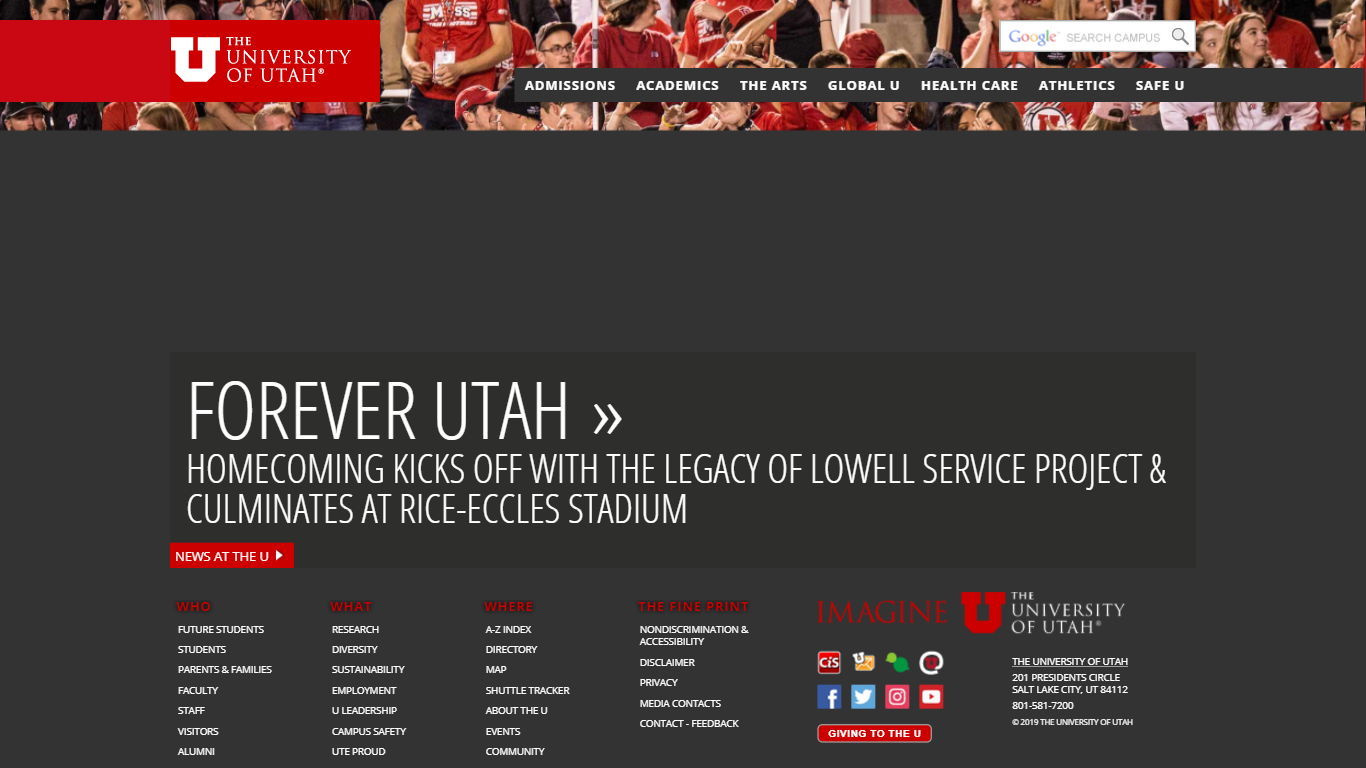 THE
UNIVERSITY
OF UTAH®
Google SEARCH CAMPUS
ADMISSIONS ACADEMICS THE ARTS GLOBAL U HEALTH CARE ATHLETICS SAFE U
FOREVER UTAH »
HOMECOMING KICKS OFF WITH THE LEGACY OF LOWELL SERVICE PROJECT &
CULMINATES AT RICE-ECCLES STADIUM
NEWS AT THE U
WHO
FUTURE STUDENTS
STUDENTS
PARENTS & FAMILIES
FACULTY
STAFF
VISITORS
ALUMNI
WHAT
RESEARCH
DIVERSITY
SUSTAINABILITY
EMPLOYMENT
U LEADERSHIP
CAMPUS SAFETY
UTE PROUD
WHERE
A-Z INDEX
DIRECTORY
MAP
SHUTTLE TRACKER
ABOUT THE U
EVENTS
COMMUNITY
THE FINE PRINT
NONDISCRIMINATION &
ACCESSIBILITY
DISCLAIMER
PRIVACY
MEDIA CONTACTS
CONTACT - FEEDBACK
IMAGINE
THE
UNIVERSITY
OF UTAH®
CiS
GIVING TO THE U
THE UNIVERSITY OF UTAH
201 PRESIDENTS CIRCLE
SALT LAKE CITY, UT 84112
801-581-7200
© 2019 THE UNIVERSITY OF UTAH